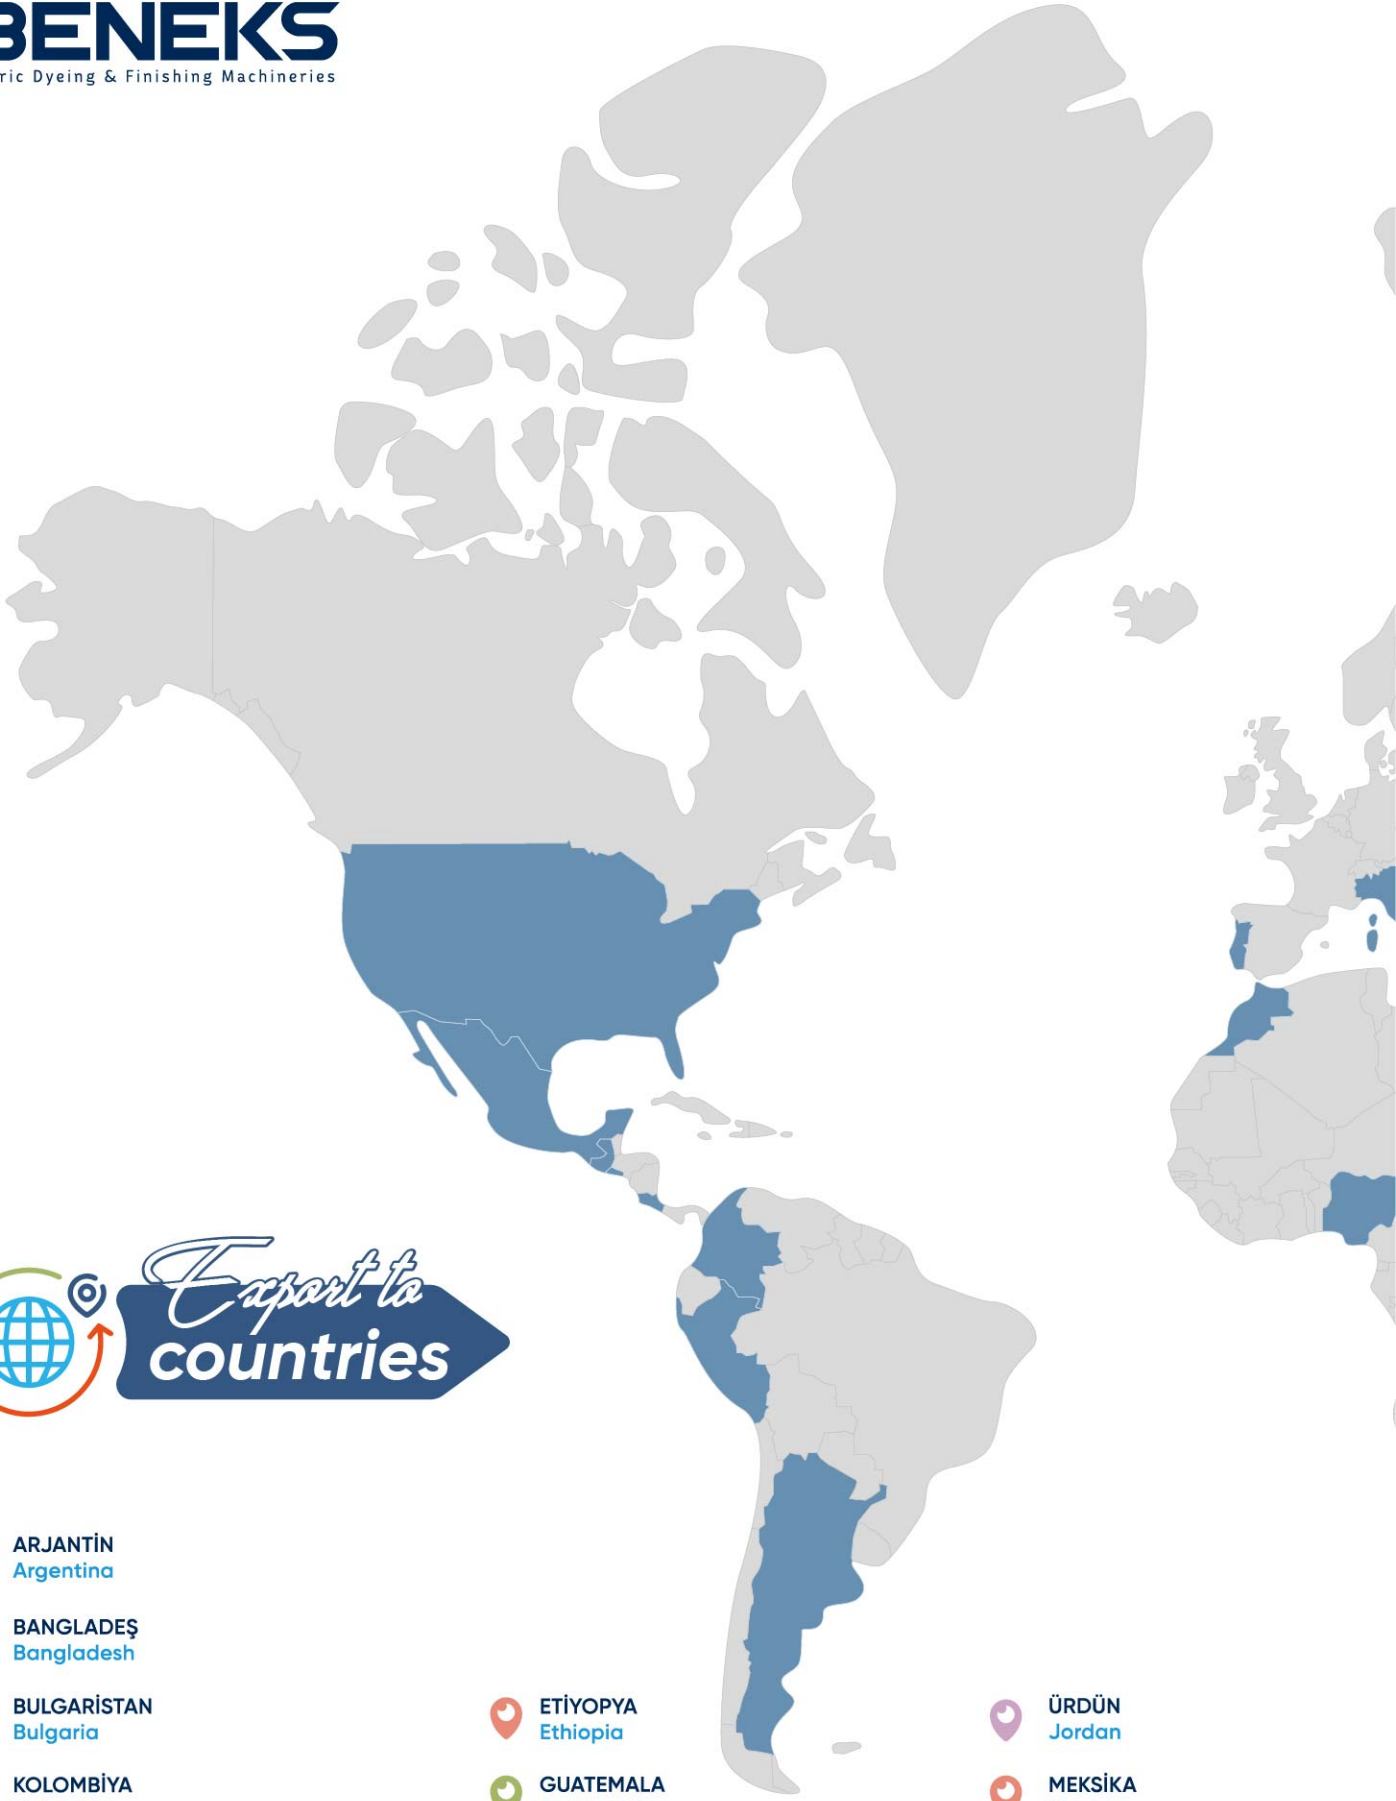 BENEKS
ric Dyeing & Finishing Machineries
Export to
countries
ARJANTİN
Argentina
BANGLADEŞ
Bangladesh
BULGARİSTAN
Bulgaria
KOLOMBİYA
ETİYOPYA
Ethiopia
GUATEMALA
ÜRDÜN
Jordan
MEKSİKA